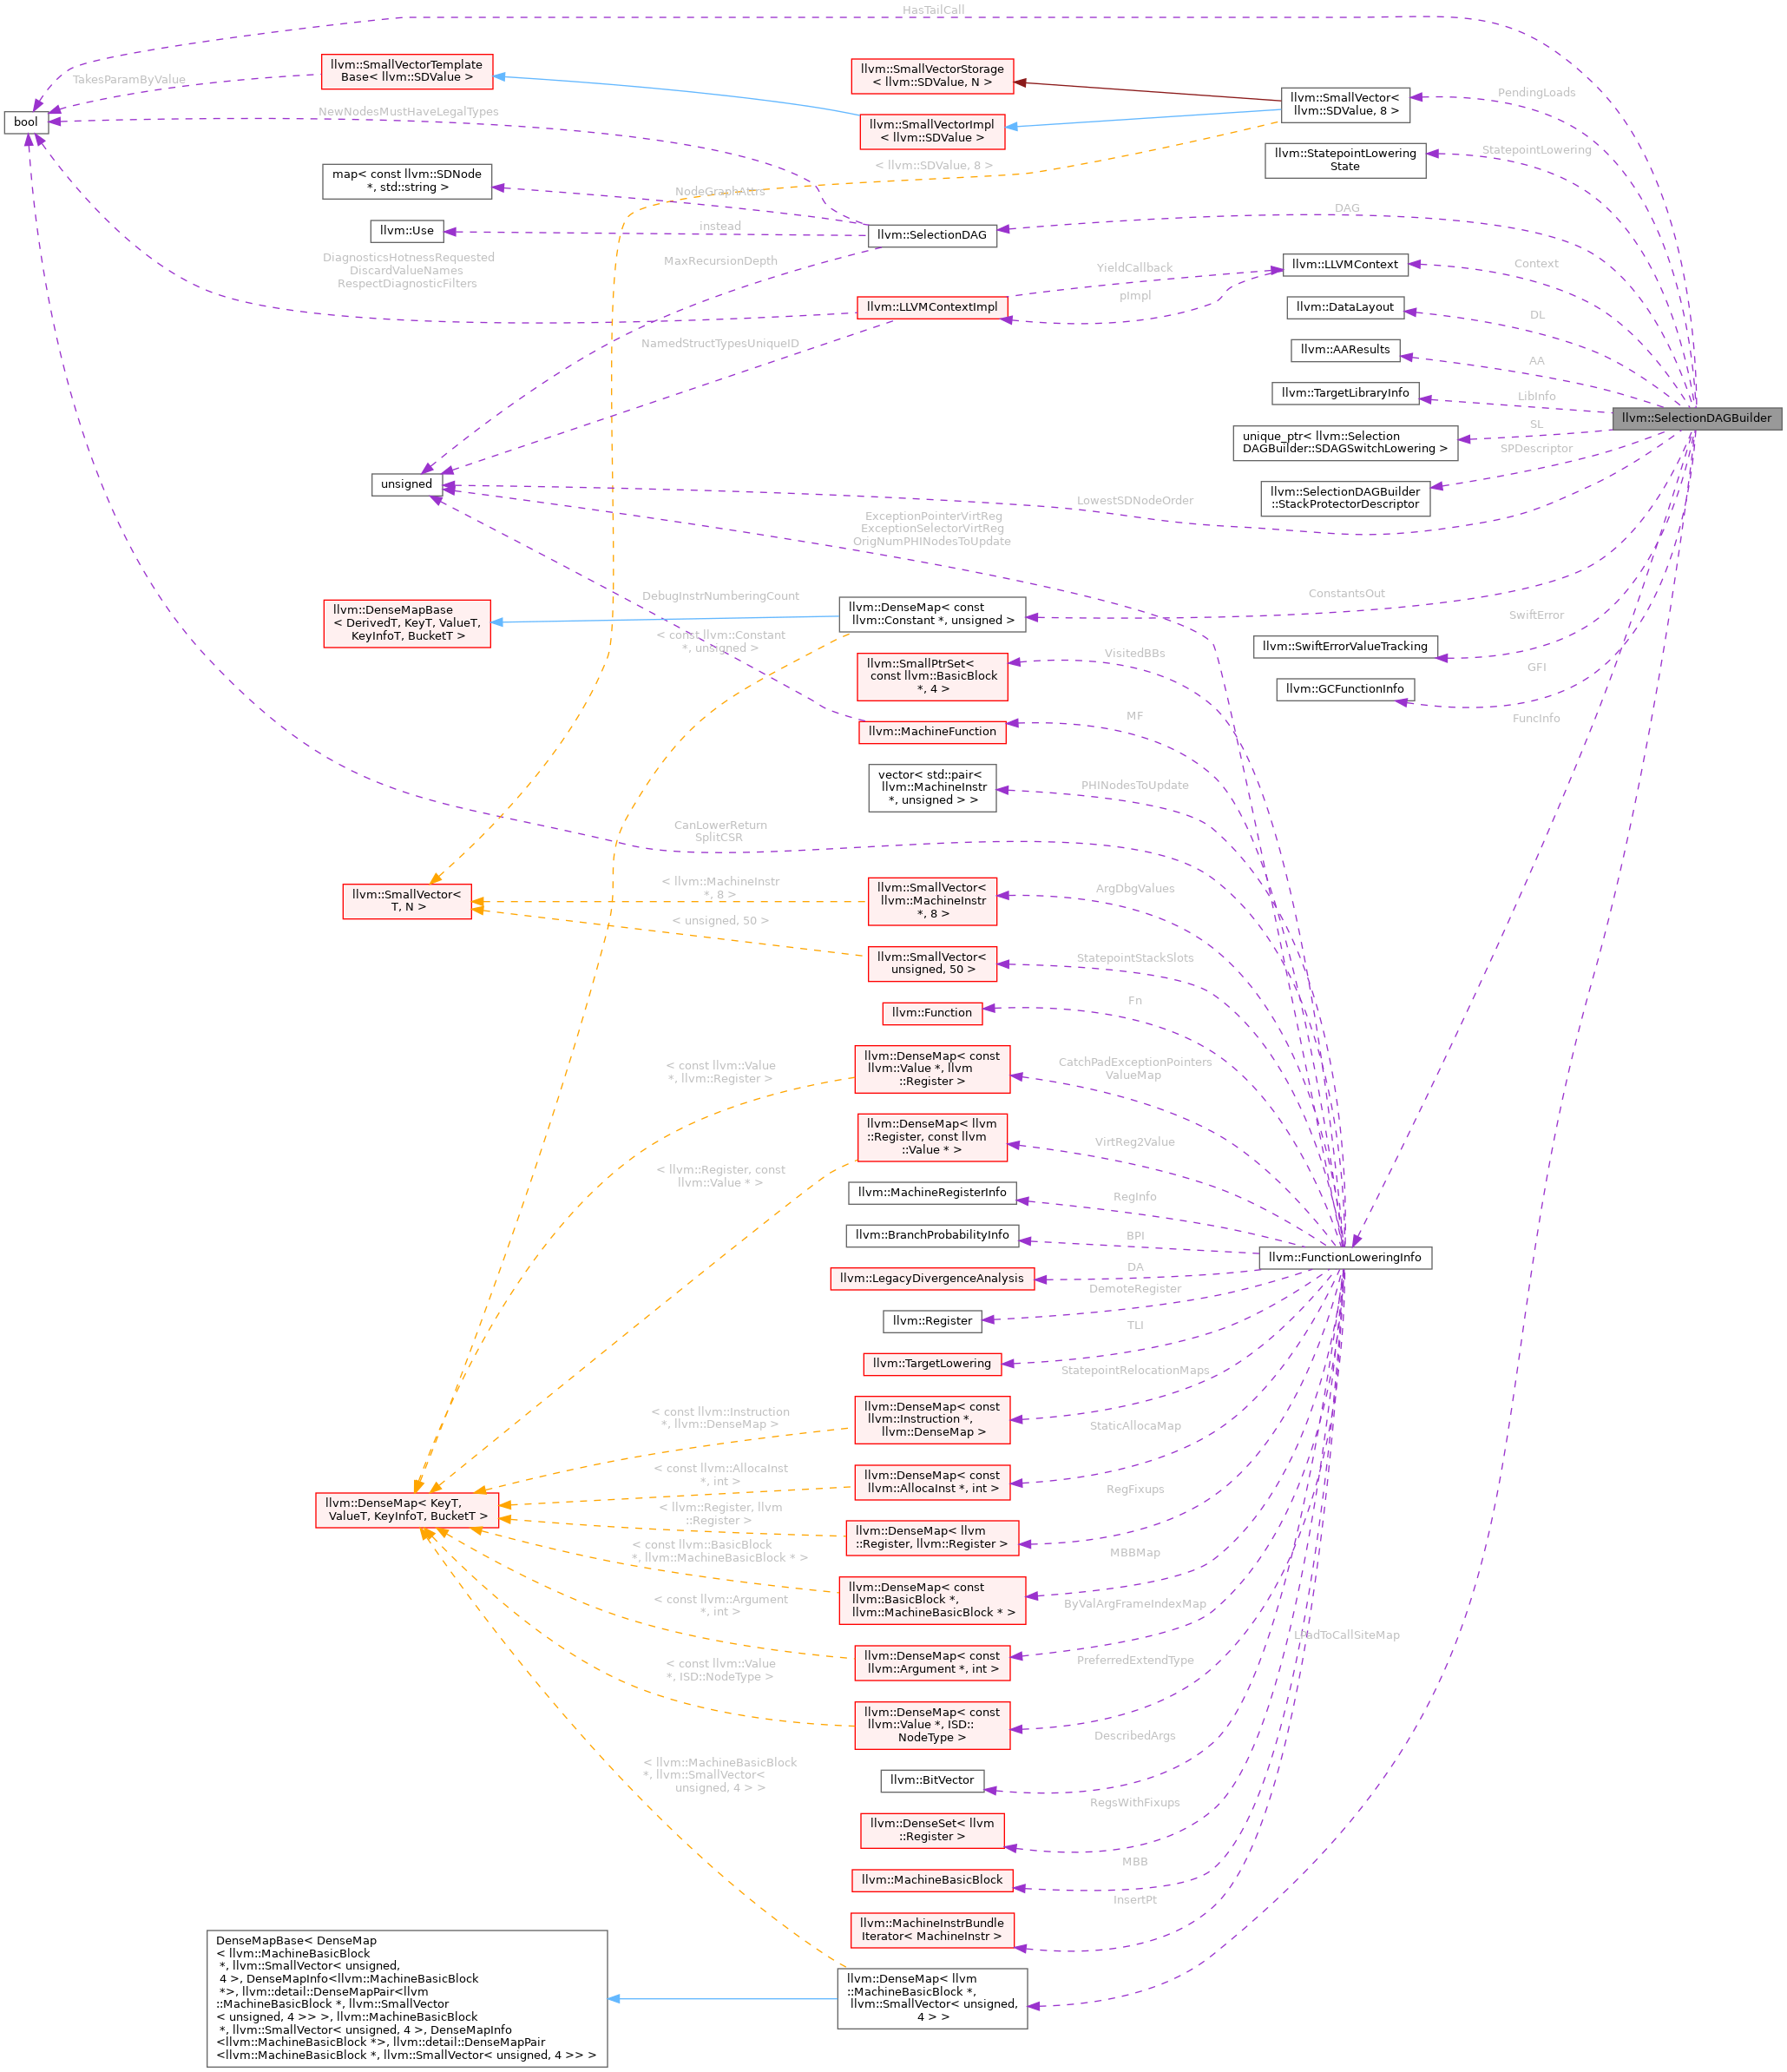 HasTailCall
llvm::SmallVectorTemplate
Base< llvm::SDValue >
TakesParamByValue
llvm::SmallVectorStorage
< llvm::SDValue, N >
llvm::SmallVector<
llvm::SDValue, 8 >
PendingLoads
bool
NewNodesMustHaveLegalTypes
llvm::SmallVectorImpl
< llvm::SDValue >
llvm::StatepointLowering
State
StatepointLowering
map< const llvm::SDNode
*, std::string >
< llvm::SDValue, 8 >
NodeGraphAttrs
llvm::Use
instead
llvm::SelectionDAG
DAG
DiagnosticsHotnessRequested
DiscardValueNames
RespectDiagnosticFilters
MaxRecursionDepth
YieldCallback
llvm::LLVMContext
Context
llvm::LLVMContextImpl
pImpl
llvm::DataLayout
DL
NamedStructTypesUniqueID
llvm::AAResults
AA
llvm::TargetLibraryInfo
LibInfo
llvm::SelectionDAGBuilder
unique_ptr< llvm::Selection
DAGBuilder::SDAGSwitchLowering >
SL
SPDescriptor
unsigned
llvm::SelectionDAGBuilder
::StackProtectorDescriptor
LowestSDNodeOrder
ExceptionPointerVirtReg
ExceptionSelectorVirtReg
OrigNumPHINodesToUpdate
DebugInstrNumberingCount
llvm::DenseMapBase
< DerivedT, KeyT, ValueT,
KeyInfoT, BucketT >
llvm::DenseMap< const
llvm::Constant *, unsigned >
ConstantsOut
< const llvm::Constant
*, unsigned >
SwiftError
llvm::SwiftErrorValueTracking
llvm::SmallPtrSet<
const llvm::BasicBlock
*, 4 >
VisitedBBs
GFI
llvm::GCFunctionInfo
llvm::MachineFunction
MF
FuncInfo
vector< std::pair<
llvm::MachineInstr
*, unsigned > >
PHINodesToUpdate
CanLowerReturn
SplitCSR
llvm::SmallVector<
T, N >
< llvm::MachineInstr
*, 8 >
llvm::SmallVector<
llvm::MachineInstr
*, 8 >
ArgDbgValues
< unsigned, 50 >
llvm::SmallVector<
unsigned, 50 >
StatepointStackSlots
llvm::Function
Fn
< const llvm::Value
*, llvm::Register >
llvm::DenseMap< const
llvm::Value *, llvm
::Register >
CatchPadExceptionPointers
ValueMap
llvm::DenseMap< llvm
::Register, const llvm
::Value * >
VirtReg2Value
< llvm::Register, const
llvm::Value * >
llvm::MachineRegisterInfo
RegInfo
llvm::BranchProbabilityInfo
BPI
llvm::FunctionLoweringInfo
llvm::LegacyDivergenceAnalysis
DA
DemoteRegister
llvm::Register
TLI
llvm::TargetLowering
StatepointRelocationMaps
< const llvm::Instruction
*, llvm::DenseMap >
llvm::DenseMap< const
llvm::Instruction *,
llvm::DenseMap >
StaticAllocaMap
< const llvm::AllocaInst
*, int >
llvm::DenseMap< const
llvm::AllocaInst *, int >
RegFixups
llvm::DenseMap< KeyT,
ValueT, KeyInfoT, BucketT >
< llvm::Register, llvm
::Register >
llvm::DenseMap< llvm
::Register, llvm::Register >
MBBMap
< const llvm::BasicBlock
*, llvm::MachineBasicBlock * >
llvm::DenseMap< const
llvm::BasicBlock *,
llvm::MachineBasicBlock * >
ByValArgFrameIndexMap
< const llvm::Argument
*, int >
llvm::DenseMap< const
llvm::Argument *, int >
LPadToCallSiteMap
PreferredExtendType
< const llvm::Value
*, ISD::NodeType >
llvm::DenseMap< const
llvm::Value *, ISD::
NodeType >
DescribedArgs
< llvm::MachineBasicBlock
*, llvm::SmallVector<
unsigned, 4 > >
llvm::BitVector
RegsWithFixups
llvm::DenseSet< llvm
::Register >
MBB
llvm::MachineBasicBlock
InsertPt
llvm::MachineInstrBundle
Iterator< MachineInstr >
DenseMapBase< DenseMap
< llvm::MachineBasicBlock
*, llvm::SmallVector< unsigned,
4 >, DenseMapInfo<llvm::MachineBasicBlock
*>, llvm::detail::DenseMapPair<llvm
::MachineBasicBlock *, llvm::SmallVector
< unsigned, 4 >> >, llvm::MachineBasicBlock
*, llvm::SmallVector< unsigned, 4 >, DenseMapInfo
<llvm::MachineBasicBlock *>, llvm::detail::DenseMapPair
<llvm::MachineBasicBlock *, llvm::SmallVector< unsigned, 4 >> >
llvm::DenseMap< llvm
::MachineBasicBlock *,
llvm::SmallVector< unsigned,
4 > >